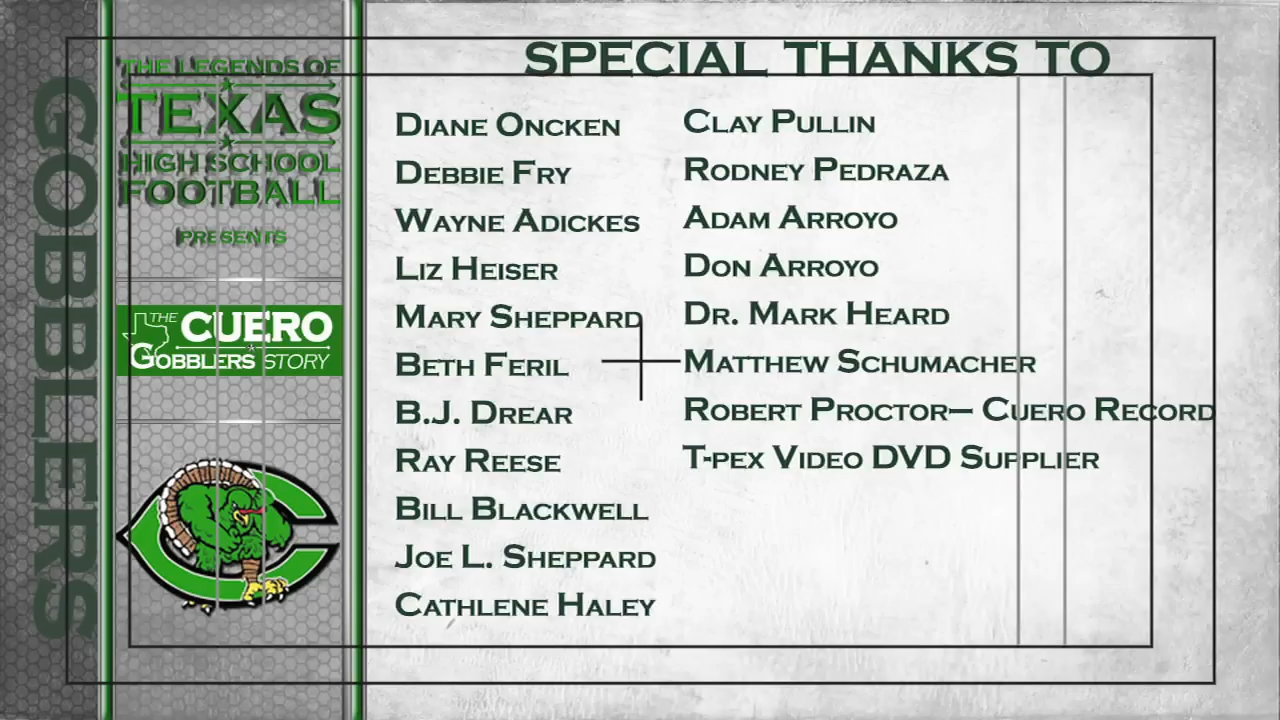 GOBBLERS
THE LEGENDS OF
TEXAS
HIGH SCHOOL
FOOTBALL
PRESENTS
THE CUERO
GOBBLERS STORY
SPECIAL THANKS TO
DIANE ONCKEN
DEBBIE FRY
WAYNE ADICKES
LIZ HEISER
MARY SHEPPARD
BETH FERIL
B.J. DREAR
RAY REESE
BILL BLACKWELL
JOE L. SHEPPARD
CATHLENE HALEY
CLAY PULLIN
RODNEY PEDRAZA
ADAM ARROYO
DON ARROYO
DR. MARK HEARD
MATTHEW SCHUMACHER
ROBERT PROCTOR— CUERO RECORD
T-PEX VIDEO DVD SUPPLIER